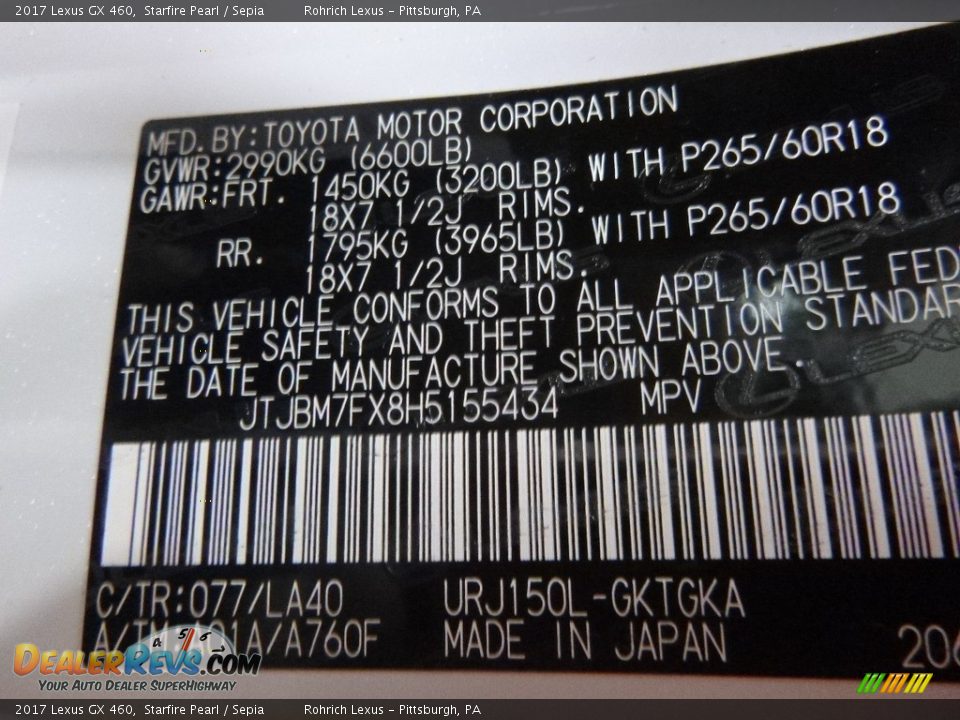 2017 Lexus GX 460, Starfire Pearl / Sepia Rohrich Lexus - Pittsburgh, PA
MFD.BY:TOYOTA MOTOR CORPORATION
GVWR:2990KG (6600LB)
GAWR:FRT. 1450KG (3200LB) WITH P265/60R18
18X7 1/2J RIMS.
RR. 1795KG (3965LB) WITH P265/60R18
18X7 1/2J RIMS.
THIS VEHICLE CONFORMS TO ALL APPLICABLE FED
VEHICLE SAFETY AND THEFT PREVENTION STANDAR
THE DATE OF MANUFACTURE SHOWN ABOVE.
JTJBM7FX8H5155434 MPV
C/TR:077/LA40 URJ150L-GKTGKA
A/TM: 01A/A760F MADE IN JAPAN 206
DEALERREVS.COM
YOUR AUTO DEALER SUPERHIGHWAY
2017 Lexus GX 460, Starfire Pearl / Sepia Rohrich Lexus - Pittsburgh, PA